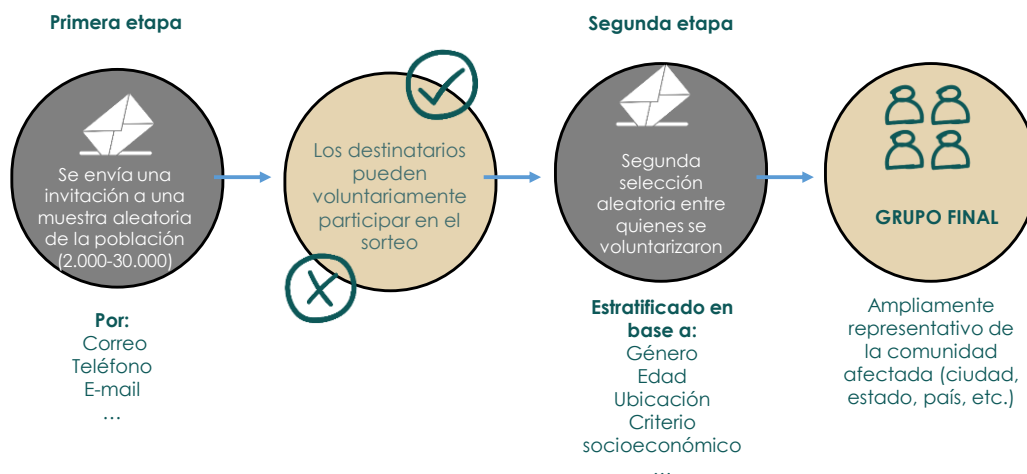 Primera etapa
Se envía una
invitación a una
muestra aleatoria
de la población
(2.000-30.000)
Por:
Correo
Teléfono
E-mail
…
Los destinatarios
pueden
voluntariamente
participar en el
sorteo
Segunda etapa
Segunda
selección
aleatoria entre
quienes se
voluntarizaron
Estratificado en
base a:
Género
Edad
Ubicación
Criterio
socioeconómico
…
GRUPO FINAL
Ampliamente
representativo de
la comunidad
afectada (ciudad,
estado, país, etc.)